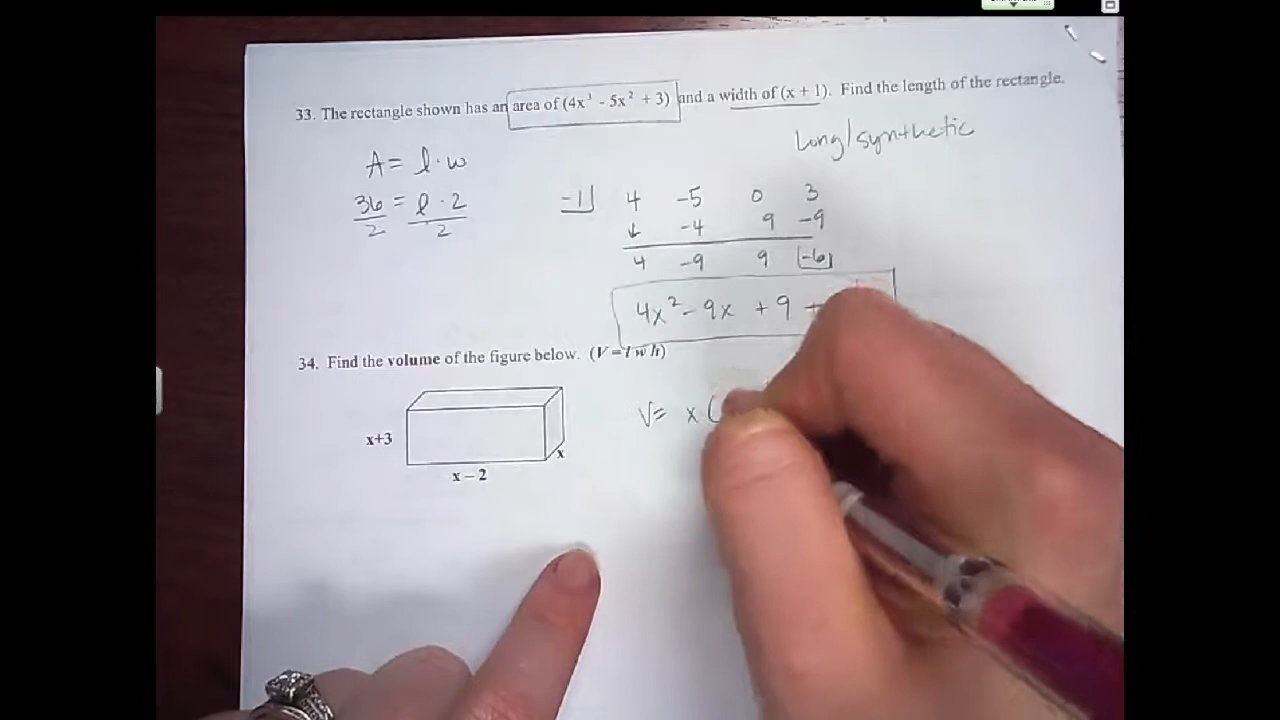 33. The rectangle shown has an area of (4x³ - 5x² + 3) and a width of (x + 1). Find the length of the rectangle.
Long/synthetic
A = l · w
36 = l · 2
2 2
-1 4 -5 0 3
↓ -4 9 -9
4 -9 9 -6
4x² - 9x + 9 +
34. Find the volume of the figure below. (V = l w h)
V = x (
x+3
x
x – 2